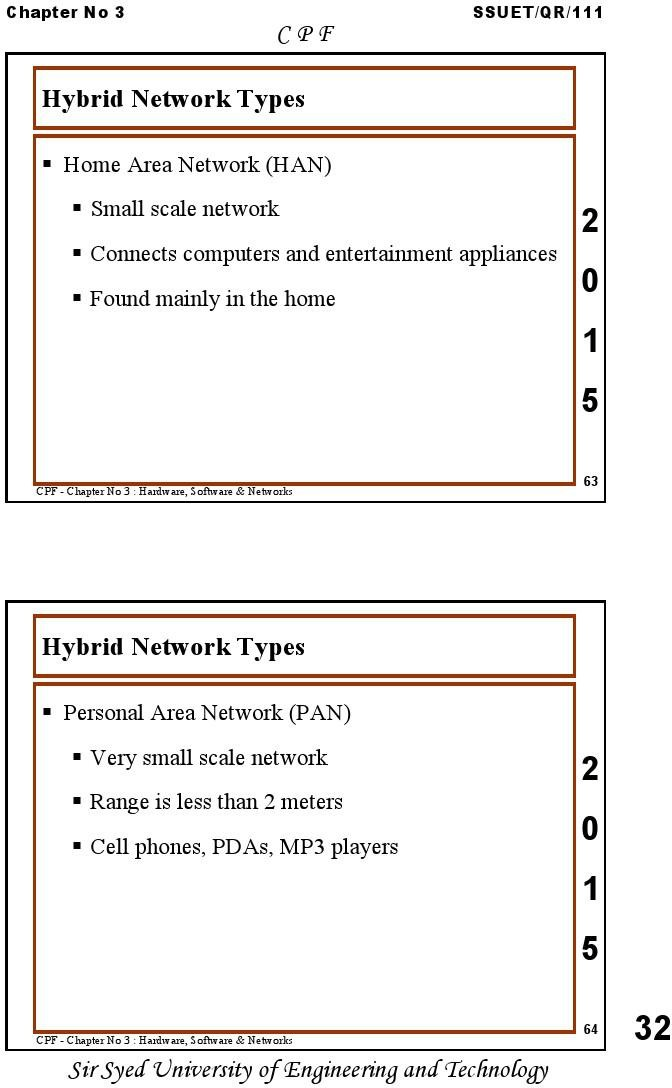 Chapter No 3 SSUET/QR/111
C P F
Hybrid Network Types
▪ Home Area Network (HAN)
▪ Small scale network
▪ Connects computers and entertainment appliances
▪ Found mainly in the home
2
0
1
5
63
CPF - Chapter No 3 : Hardware, Software & Networks
Hybrid Network Types
▪ Personal Area Network (PAN)
▪ Very small scale network
▪ Range is less than 2 meters
▪ Cell phones, PDAs, MP3 players
2
0
1
5
64
CPF - Chapter No 3 : Hardware, Software & Networks
32
Sir Syed University of Engineering and Technology